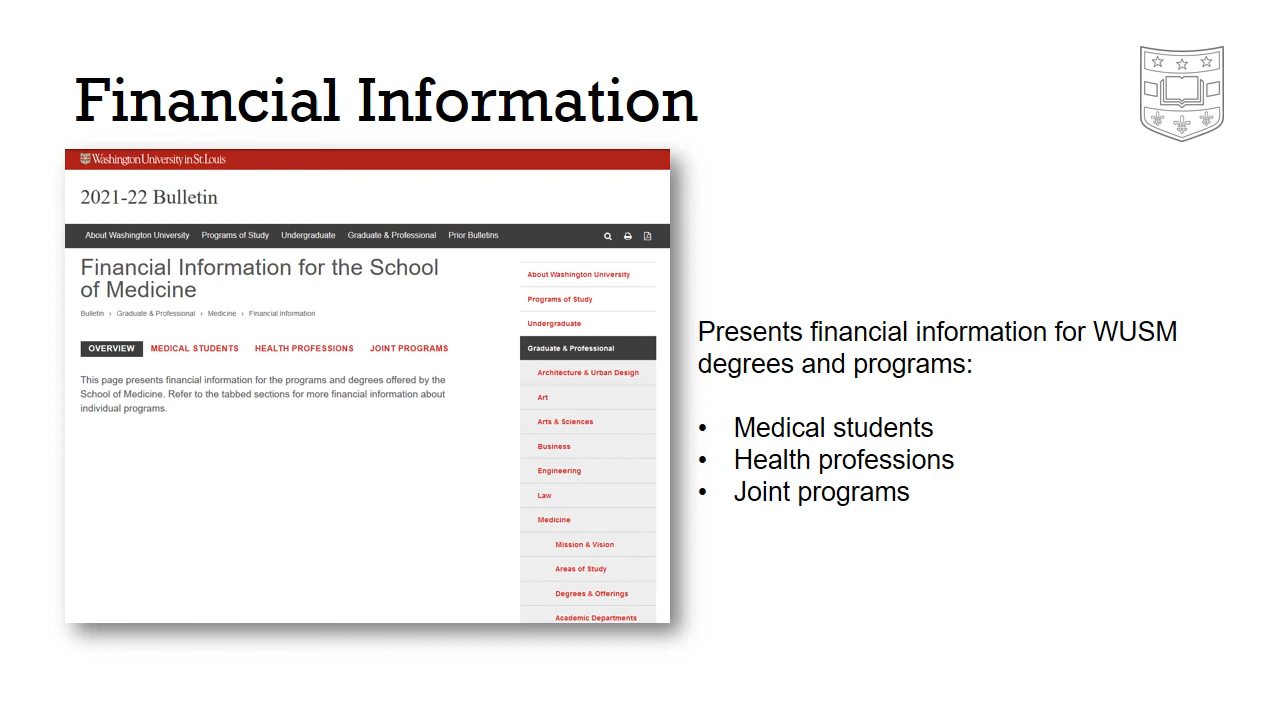 Financial Information
Washington University in St. Louis
2021-22 Bulletin
About Washington University Programs of Study Undergraduate Graduate & Professional Prior Bulletins
Financial Information for the School
of Medicine
Bulletin › Graduate & Professional › Medicine › Financial Information
OVERVIEW MEDICAL STUDENTS HEALTH PROFESSIONS JOINT PROGRAMS
This page presents financial information for the programs and degrees offered by the
School of Medicine. Refer to the tabbed sections for more financial information about
individual programs.
About Washington University
Programs of Study
Undergraduate
Graduate & Professional
Architecture & Urban Design
Art
Arts & Sciences
Business
Engineering
Law
Medicine
Mission & Vision
Areas of Study
Degrees & Offerings
Academic Departments
Presents financial information for WUSM
degrees and programs:
• Medical students
• Health professions
• Joint programs